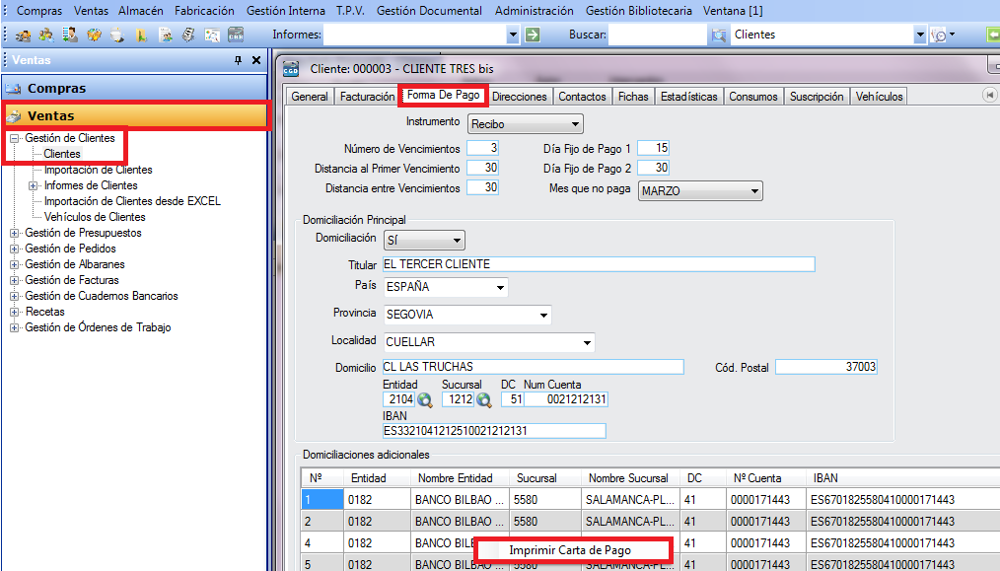 Compras Ventas Almacén Fabricación Gestión Interna T.P.V. Gestión Documental Administración Gestión Bibliotecaria Ventana [1]
Informes: Buscar: Clientes
Ventas
Compras
Ventas
Gestión de Clientes
Clientes
Importación de Clientes
Informes de Clientes
Importación de Clientes desde EXCEL
Vehículos de Clientes
Gestión de Presupuestos
Gestión de Pedidos
Gestión de Albaranes
Gestión de Facturas
Gestión de Cuadernos Bancarios
Recetas
Gestión de Órdenes de Trabajo
CGD Cliente: 000003 - CLIENTE TRES bis
General Facturación Forma De Pago Direcciones Contactos Fichas Estadísticas Consumos Suscripción Vehículos
Instrumento Recibo
Número de Vencimientos 3 Día Fijo de Pago 1 15
Distancia al Primer Vencimiento 30 Día Fijo de Pago 2 30
Distancia entre Vencimientos 30 Mes que no paga MARZO
Domiciliación Principal
Domiciliación SÍ
Titular EL TERCER CLIENTE
País ESPAÑA
Provincia SEGOVIA
Localidad CUELLAR
Domicilio CL LAS TRUCHAS Cód. Postal 37003
Entidad Sucursal DC Num Cuenta
2104 1212 51 0021212131
IBAN
ES3321041212510021212131
Domiciliaciones adicionales
Nº Entidad Nombre Entidad Sucursal Nombre Sucursal DC Nº Cuenta IBAN
1 0182 BANCO BILBAO ... 5580 SALAMANCA-PL... 41 0000171443 ES6701825580410000171443
2 0182 BANCO BILBAO ... 5580 SALAMANCA-PL... 41 0000171443 ES6701825580410000171443
4 0182 BANCO BILB 41 0000171443 ES6701825580410000171443
Imprimir Carta de Pago
5 0182 BANCO BILBAO ... 5580 SALAMANCA-PL... 41 0000171443 ES6701825580410000171443